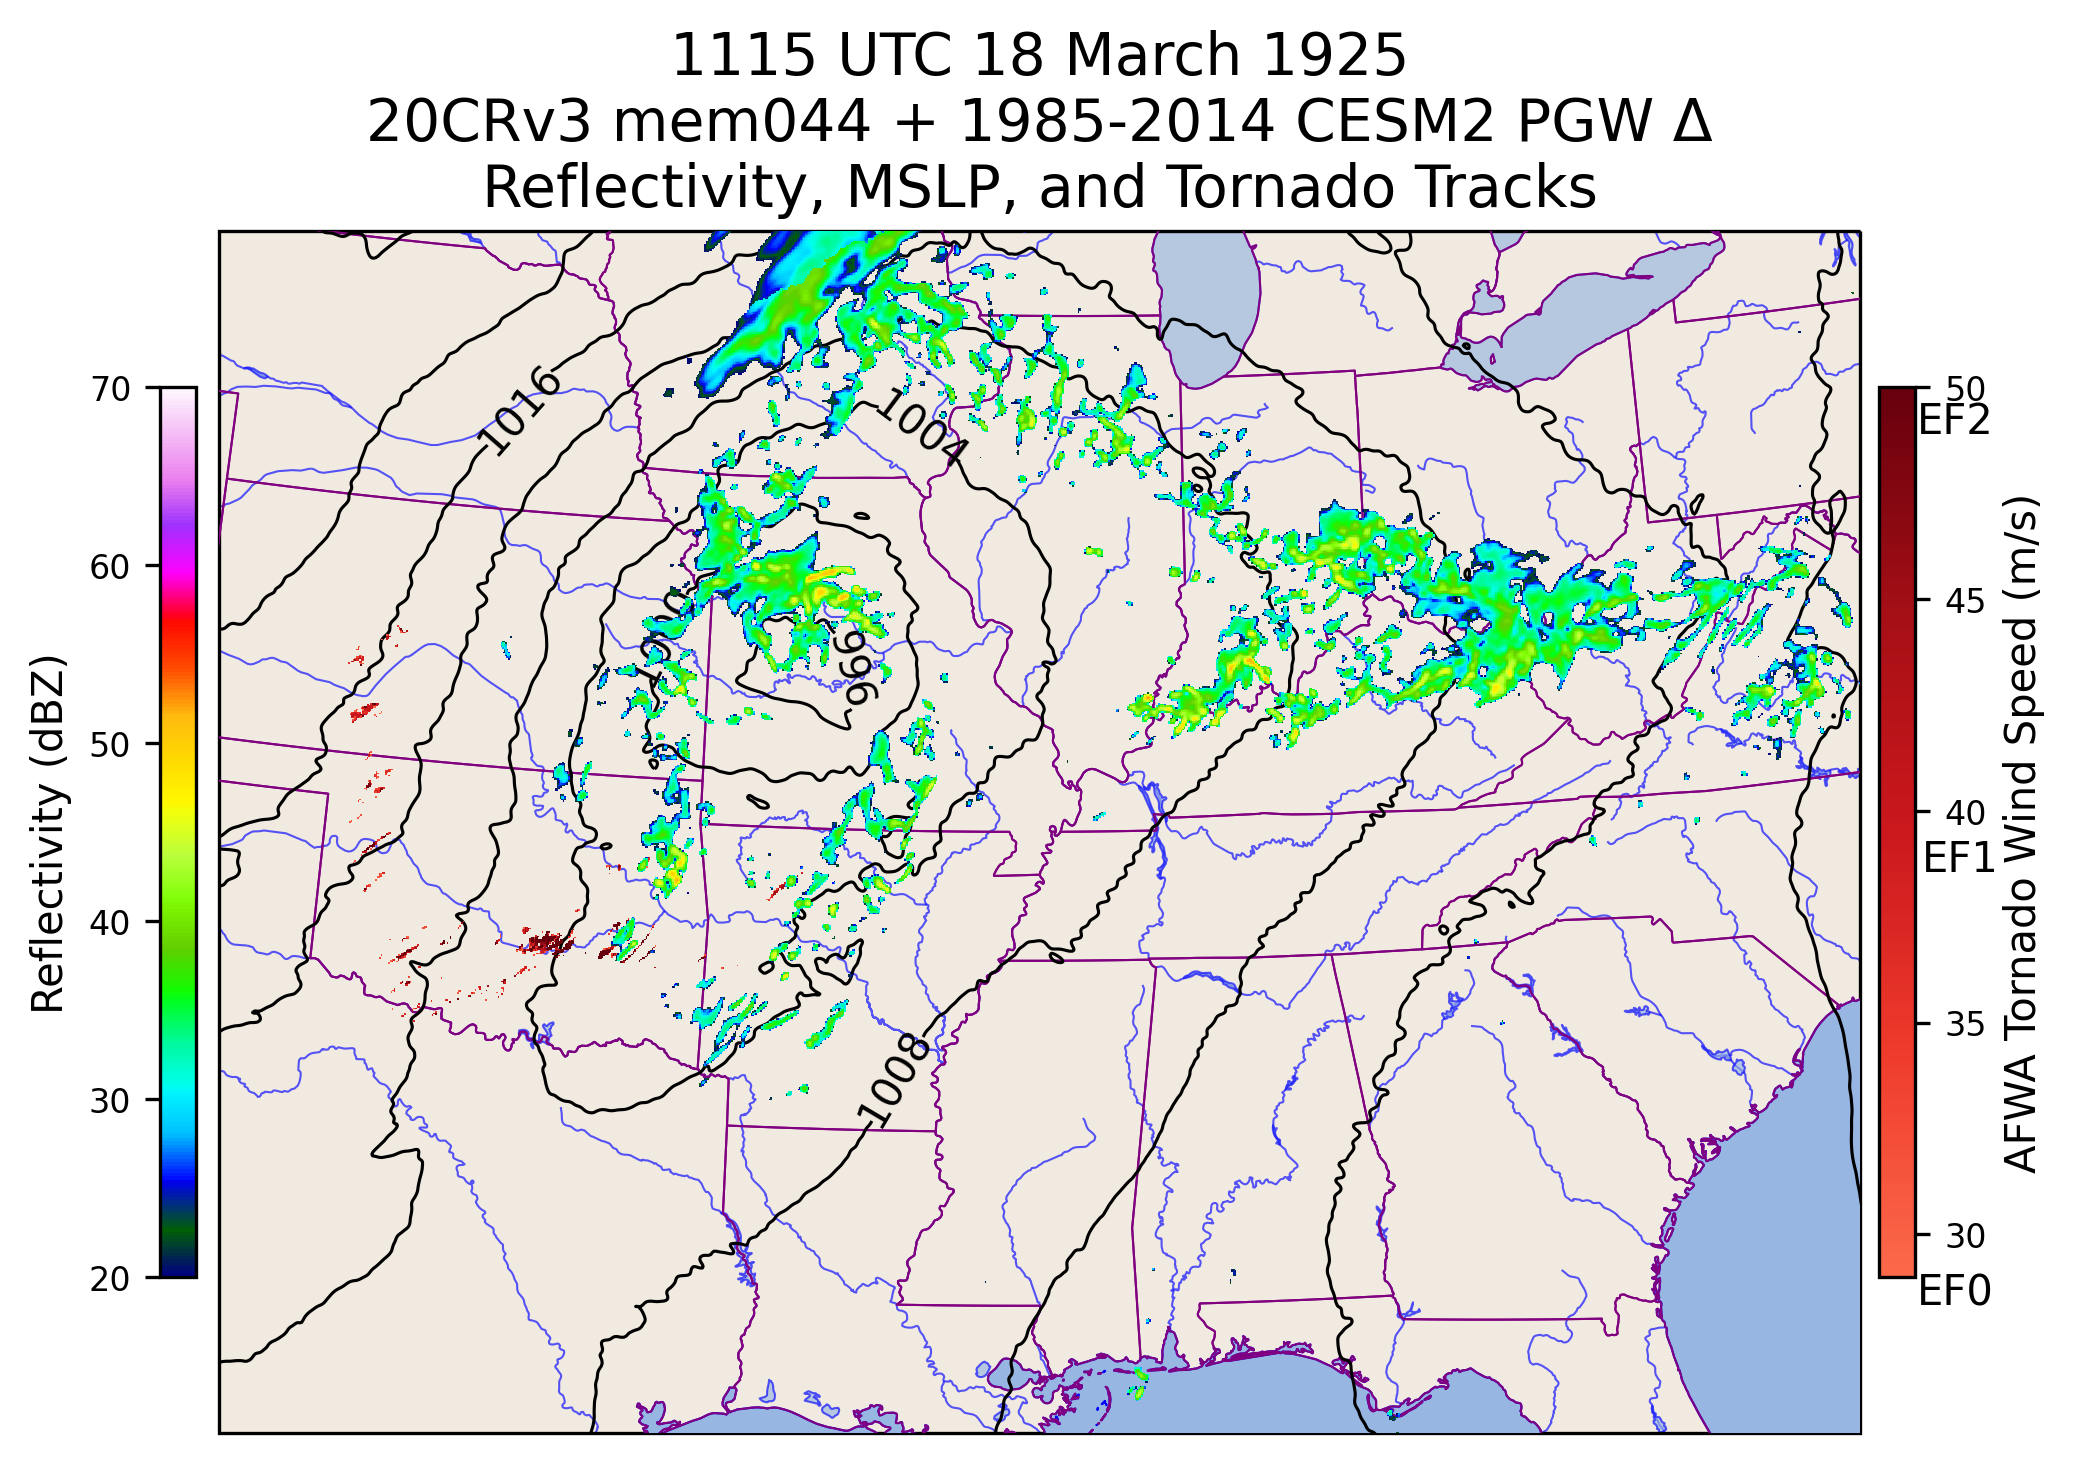 1115 UTC 18 March 1925
20CRv3 mem044 + 1985-2014 CESM2 PGW Δ
Reflectivity, MSLP, and Tornado Tracks
70
60
50
40
30
20
Reflectivity (dBZ)
1016
1004
1000
996
1008
50
EF2
45
40
EF1
35
30
EF0
AFWA Tornado Wind Speed (m/s)